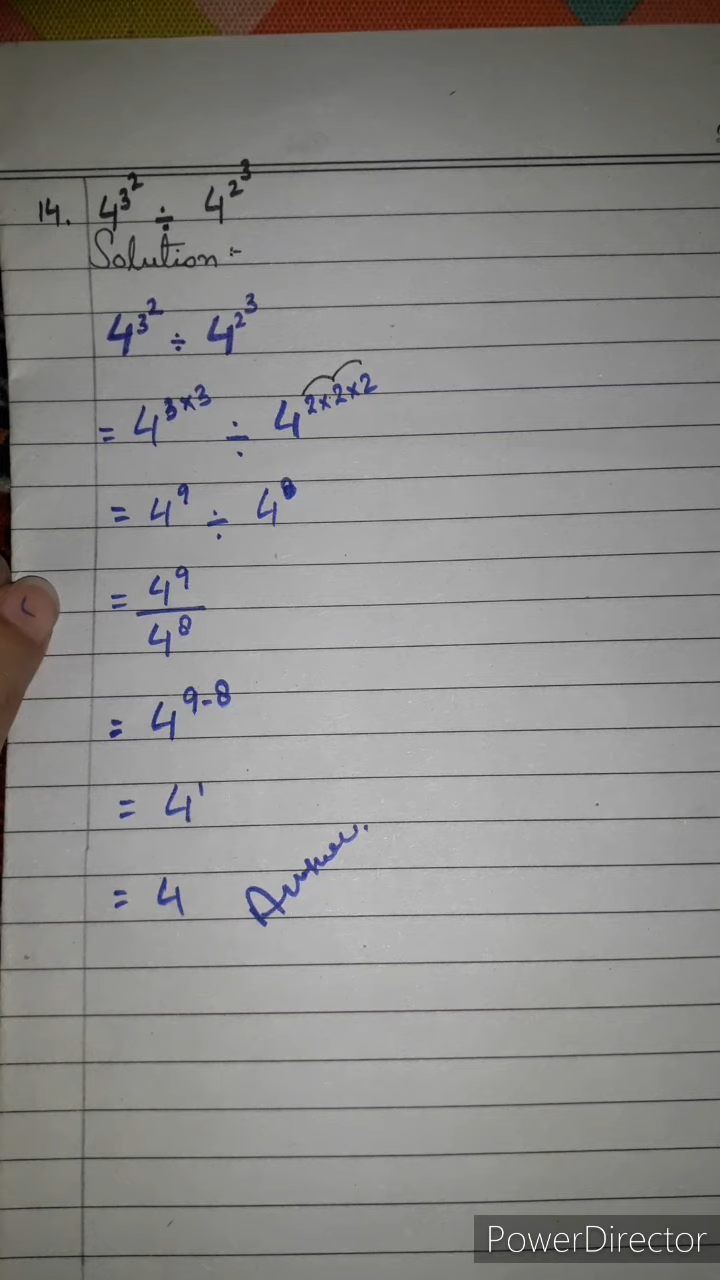 14. 4^3^2 ÷ 4^2^3
Solution :-
4^3^2 ÷ 4^2^3
= 4^3×3 ÷ 4^2×2×2
= 4^9 ÷ 4^8
= 4^9
4^8
= 4^9-8
= 4^1
= 4 Answer.
PowerDirector